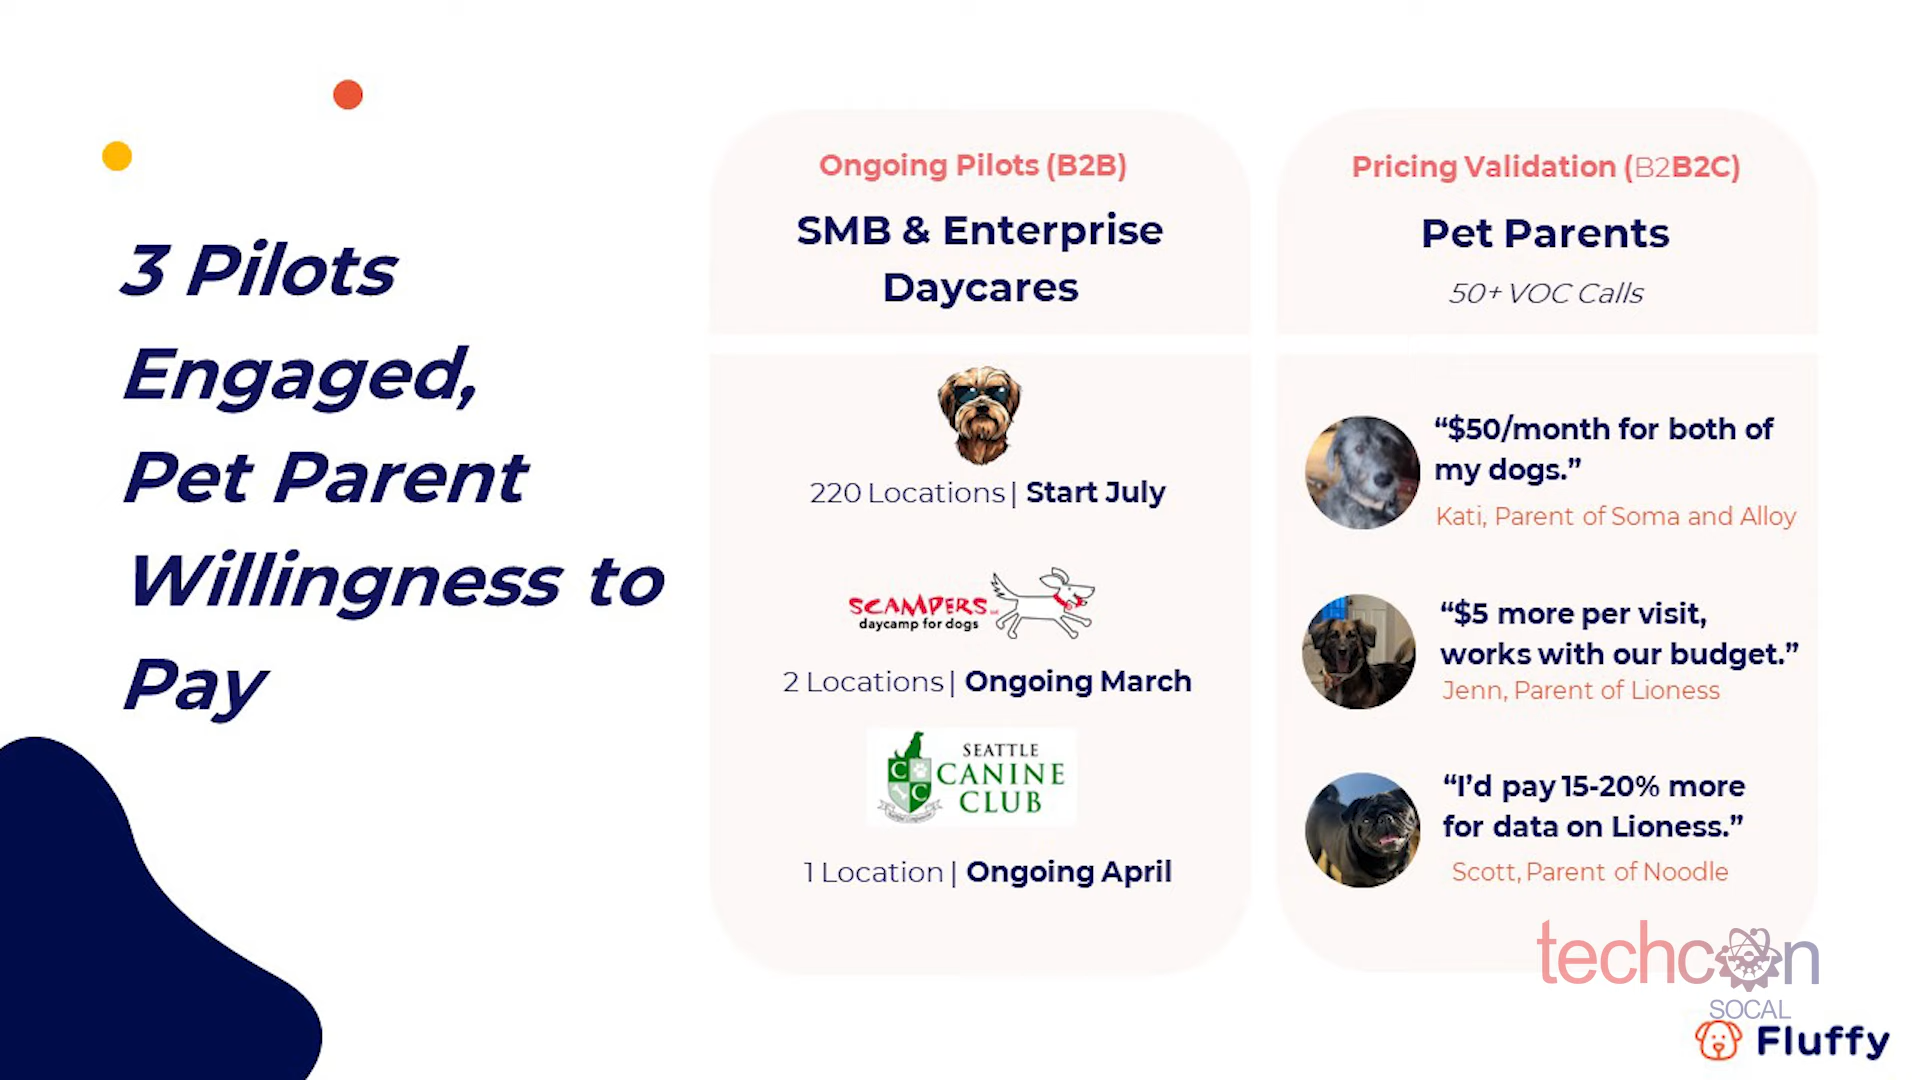 3 Pilots
Engaged,
Pet Parent
Willingness to
Pay
Ongoing Pilots (B2B)
SMB & Enterprise
Daycares
220 Locations | Start July
SCAMPERS
daycamp for dogs
2 Locations | Ongoing March
SEATTLE
CANINE
CLUB
C
C
1 Location | Ongoing April
Pricing Validation (B2B2C)
Pet Parents
50+ VOC Calls
“$50/month for both of
my dogs.”
Kati, Parent of Soma and Alloy
“$5 more per visit,
works with our budget.”
Jenn, Parent of Lioness
“I’d pay 15-20% more
for data on Lioness.”
Scott, Parent of Noodle
techcon
SOCAL
Fluffy